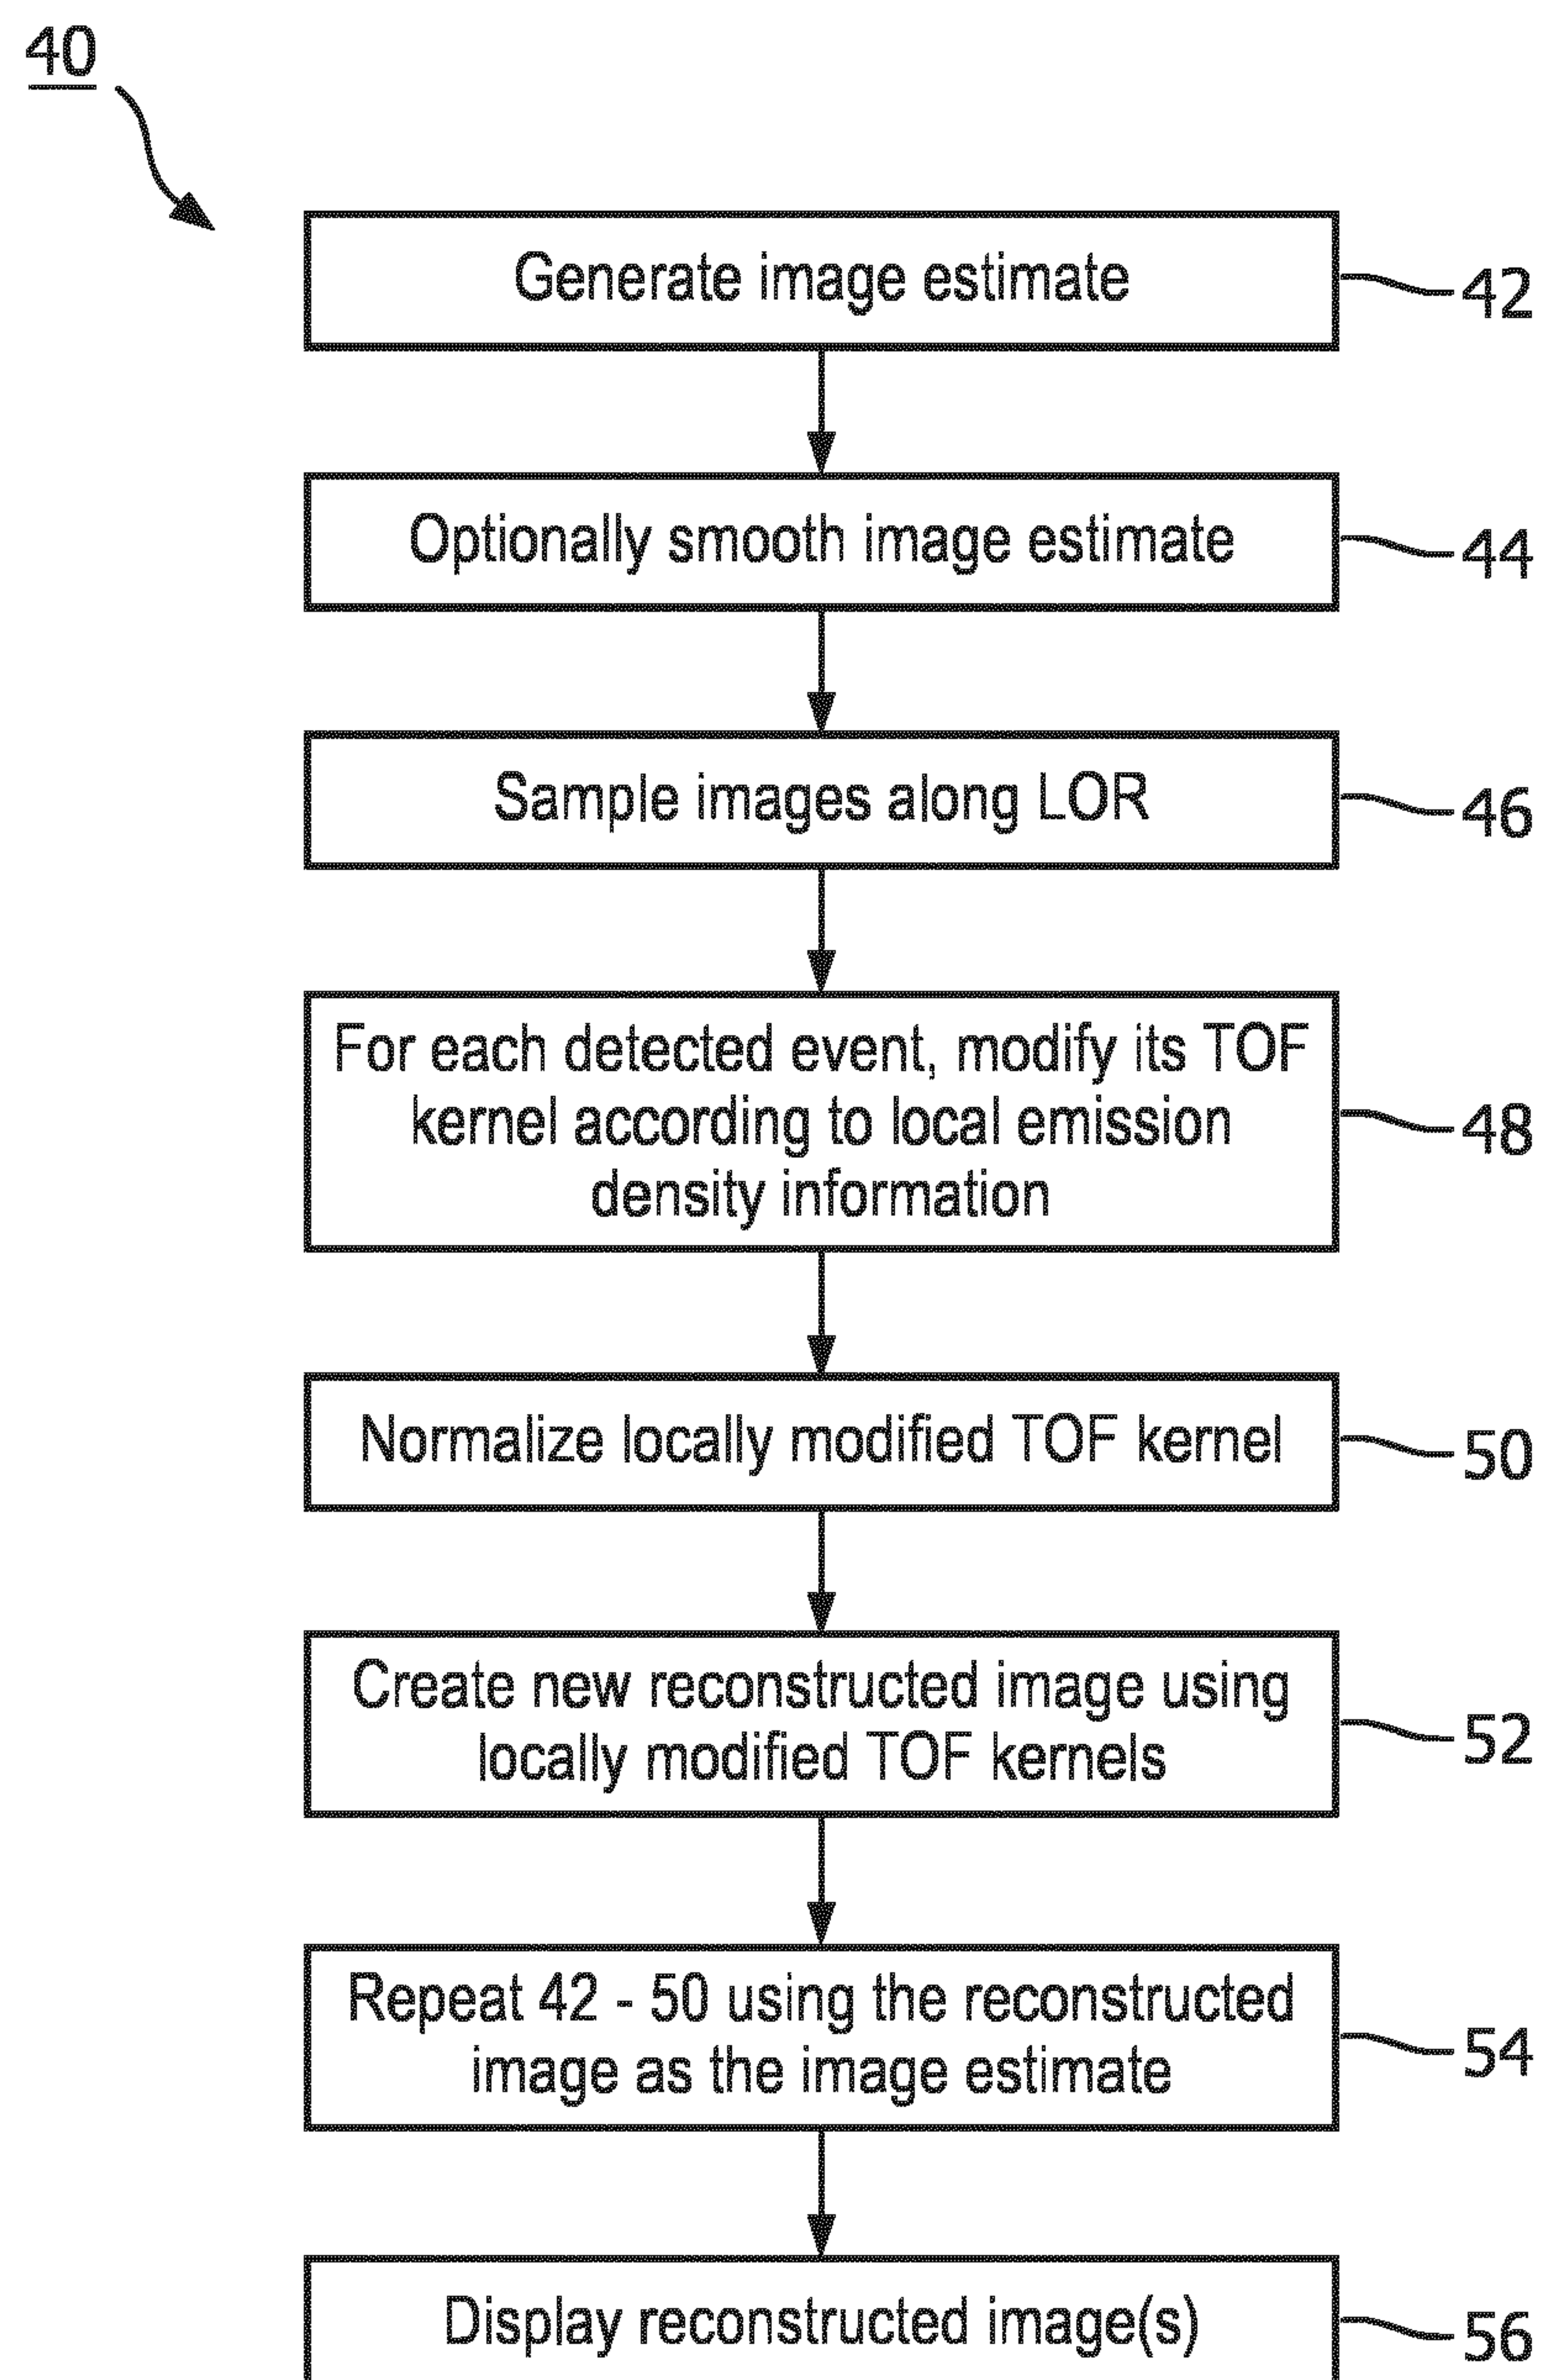 40
Generate image estimate
42
Optionally smooth image estimate
44
Sample images along LOR
46
For each detected event, modify its TOF
kernel according to local emission
density information
48
Normalize locally modified TOF kernel
50
Create new reconstructed image using
locally modified TOF kernels
52
Repeat 42 - 50 using the reconstructed
image as the image estimate
54
Display reconstructed image(s)
56